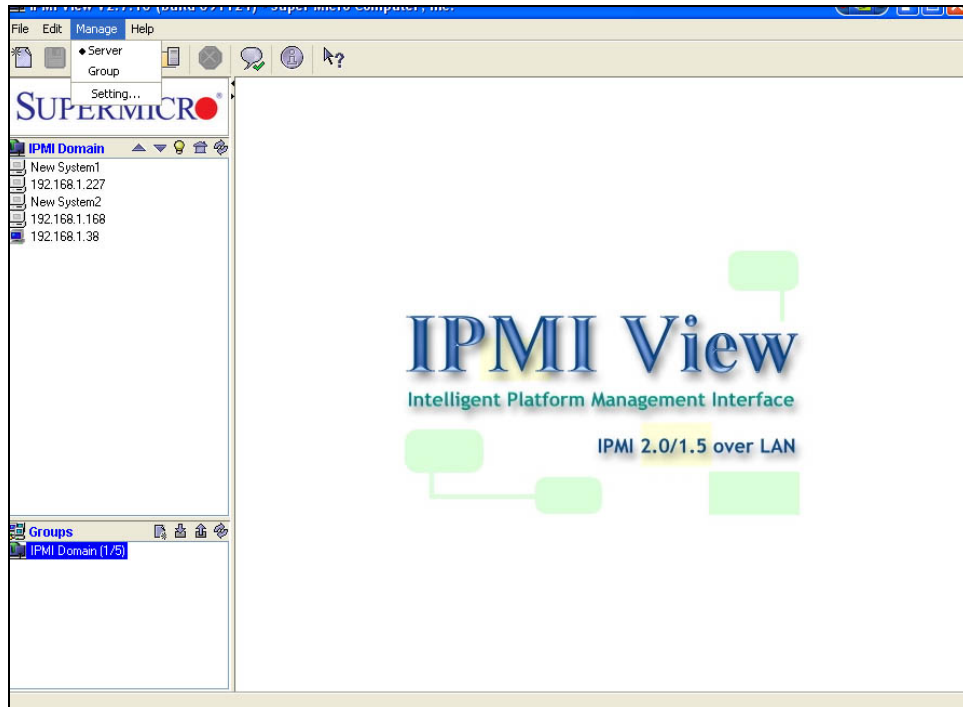 File Edit Manage Help
Server
Group
Setting...
SUPERMICRO
IPMI Domain
New System1
192.168.1.227
New System2
192.168.1.168
192.168.1.38
IPMI View
Intelligent Platform Management Interface
IPMI 2.0/1.5 over LAN
Groups
IPMI Domain (1/5)